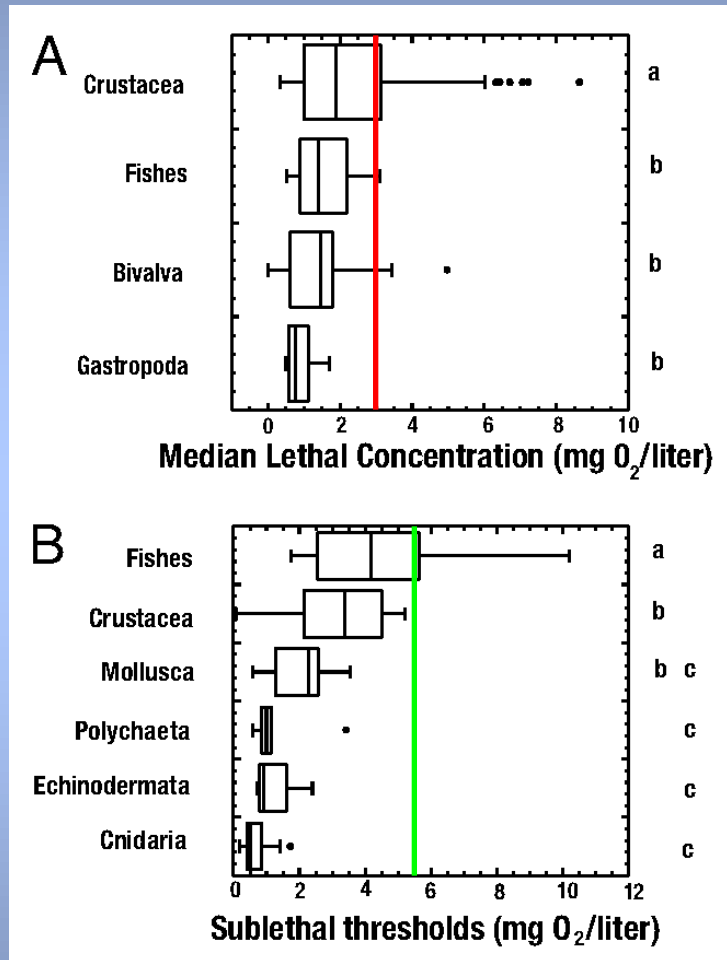 A
Crustacea a
Fishes b
Bivalva b
Gastropoda b
0 2 4 6 8 10
Median Lethal Concentration (mg O2/liter)
B
Fishes a
Crustacea b
Mollusca b c
Polychaeta c
Echinodermata c
Cnidaria c
0 2 4 6 8 10 12
Sublethal thresholds (mg O2/liter)